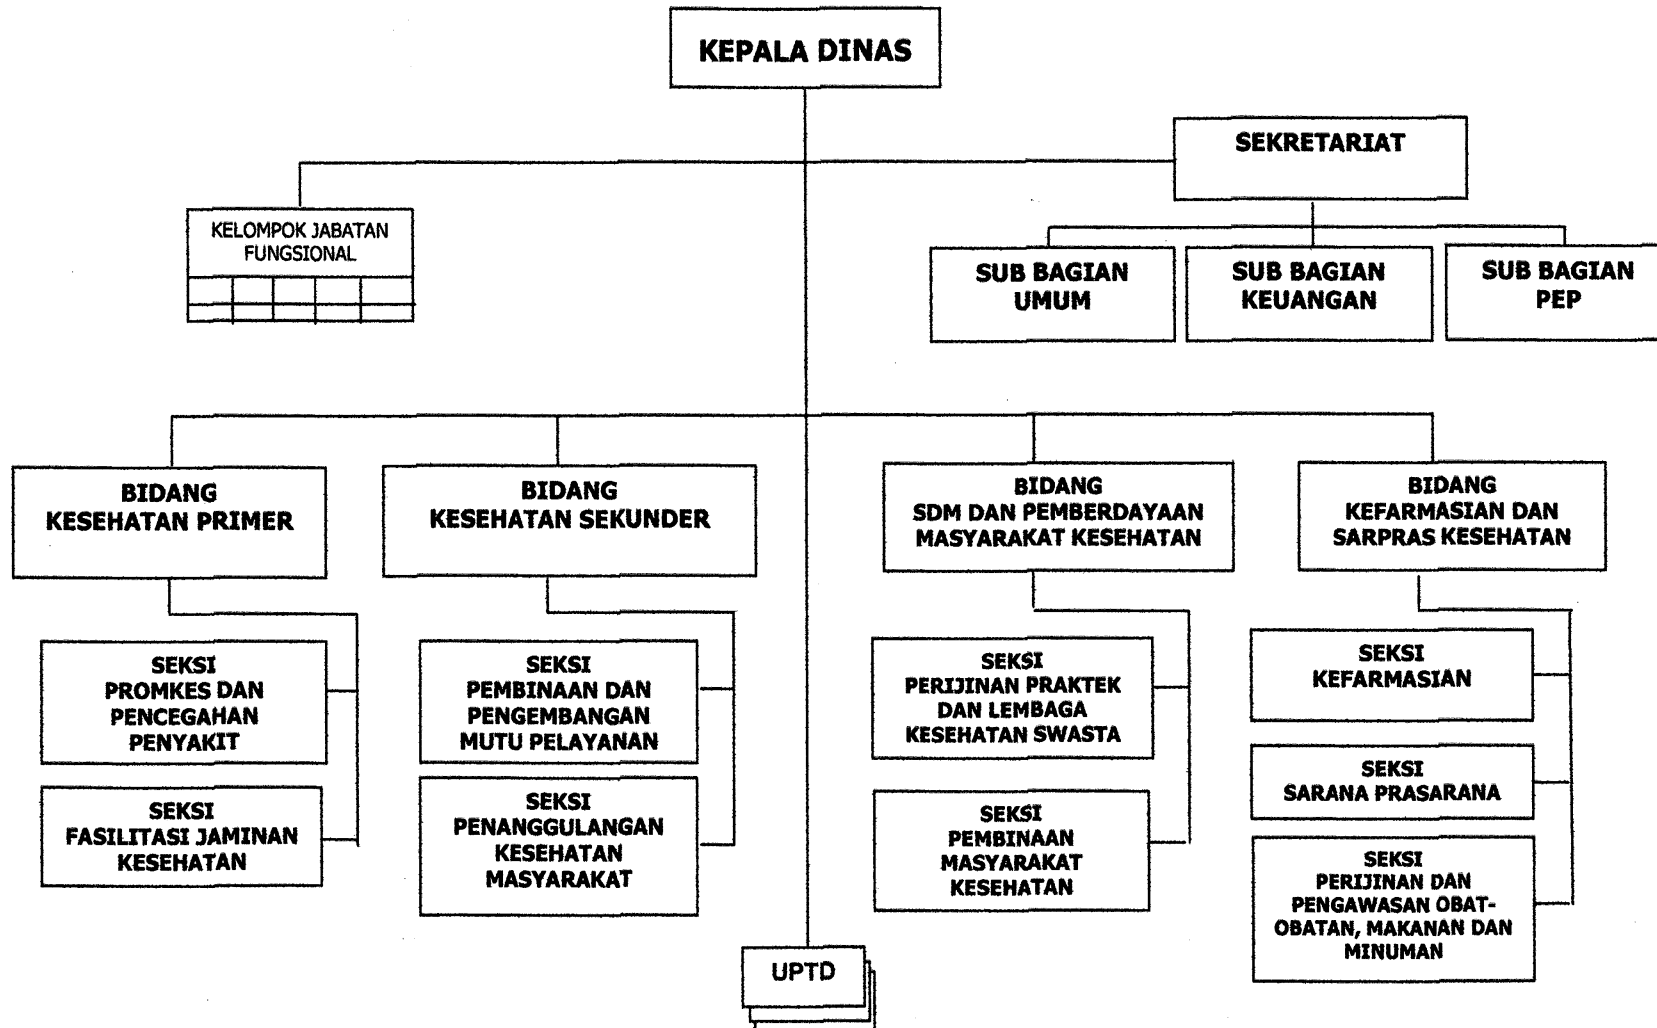 KEPALA DINAS
SEKRETARIAT
KELOMPOK JABATAN
FUNGSIONAL
SUB BAGIAN
UMUM
SUB BAGIAN
KEUANGAN
SUB BAGIAN
PEP
BIDANG
KESEHATAN PRIMER
BIDANG
KESEHATAN SEKUNDER
BIDANG
SDM DAN PEMBERDAYAAN
MASYARAKAT KESEHATAN
BIDANG
KEFARMASIAN DAN
SARPRAS KESEHATAN
SEKSI
PROMKES DAN
PENCEGAHAN
PENYAKIT
SEKSI
FASILITASI JAMINAN
KESEHATAN
SEKSI
PEMBINAAN DAN
PENGEMBANGAN
MUTU PELAYANAN
SEKSI
PENANGGULANGAN
KESEHATAN
MASYARAKAT
SEKSI
PERIJINAN PRAKTEK
DAN LEMBAGA
KESEHATAN SWASTA
SEKSI
PEMBINAAN
MASYARAKAT
KESEHATAN
SEKSI
KEFARMASIAN
SEKSI
SARANA PRASARANA
SEKSI
PERIJINAN DAN
PENGAWASAN OBAT-
OBATAN, MAKANAN DAN
MINUMAN
UPTD